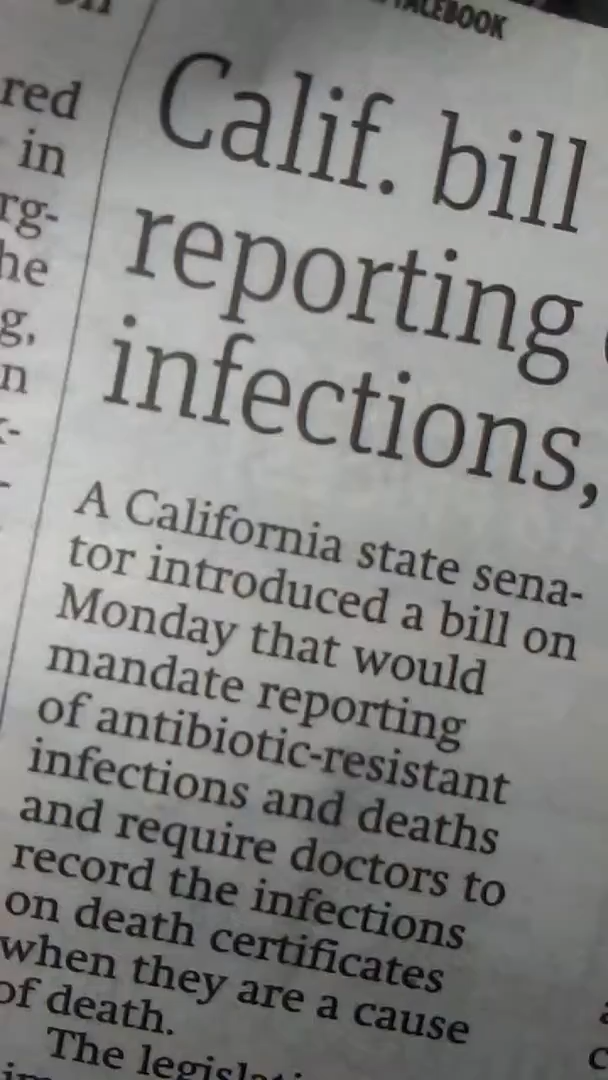 red
in
rg-
he
g,
n
Calif. bill
reporting
infections,
A California state sena-
tor introduced a bill on
Monday that would
mandate reporting
of antibiotic-resistant
infections and deaths
and require doctors to
record the infections
on death certificates
when they are a cause
of death.
The